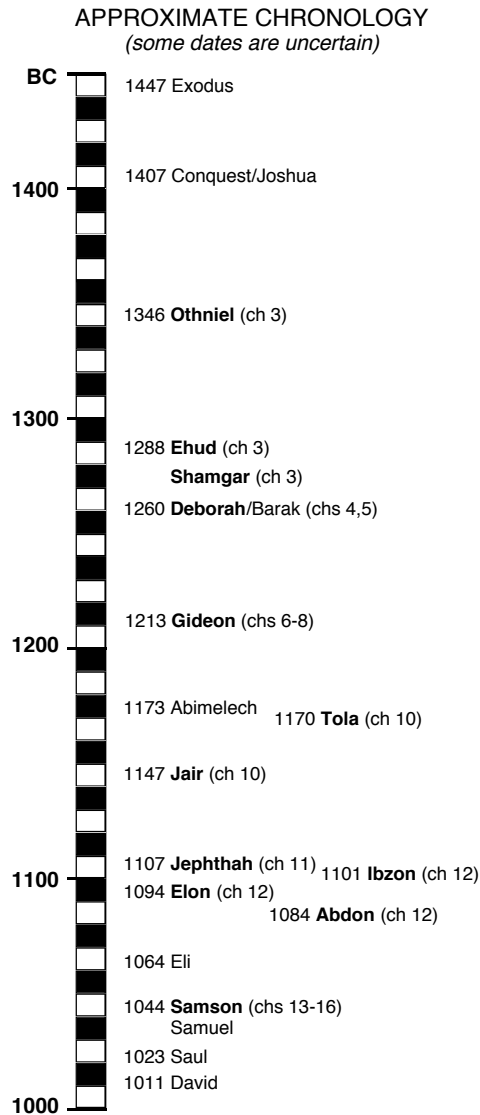 APPROXIMATE CHRONOLOGY
(some dates are uncertain)
BC
1447 Exodus
1407 Conquest/Joshua
1400
1346 Othniel (ch 3)
1300
1288 Ehud (ch 3)
Shamgar (ch 3)
1260 Deborah/Barak (chs 4,5)
1213 Gideon (chs 6-8)
1200
1173 Abimelech
1170 Tola (ch 10)
1147 Jair (ch 10)
1107 Jephthah (ch 11)
1101 Ibzon (ch 12)
1100
1094 Elon (ch 12)
1084 Abdon (ch 12)
1064 Eli
1044 Samson (chs 13-16)
Samuel
1023 Saul
1011 David
1000